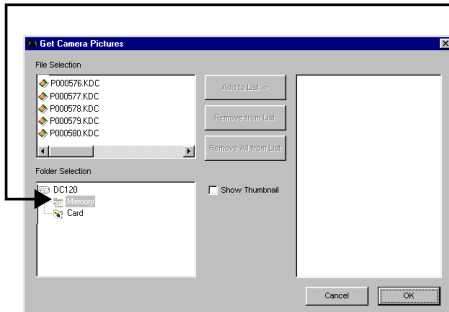 Get Camera Pictures
File Selection
P000576.KDC
P000577.KDC
P000578.KDC
P000579.KDC
P000580.KDC
Add to List ->
Remove from List
Remove All from List
Folder Selection
DC120
Memory
Card
Show Thumbnail
Cancel
OK